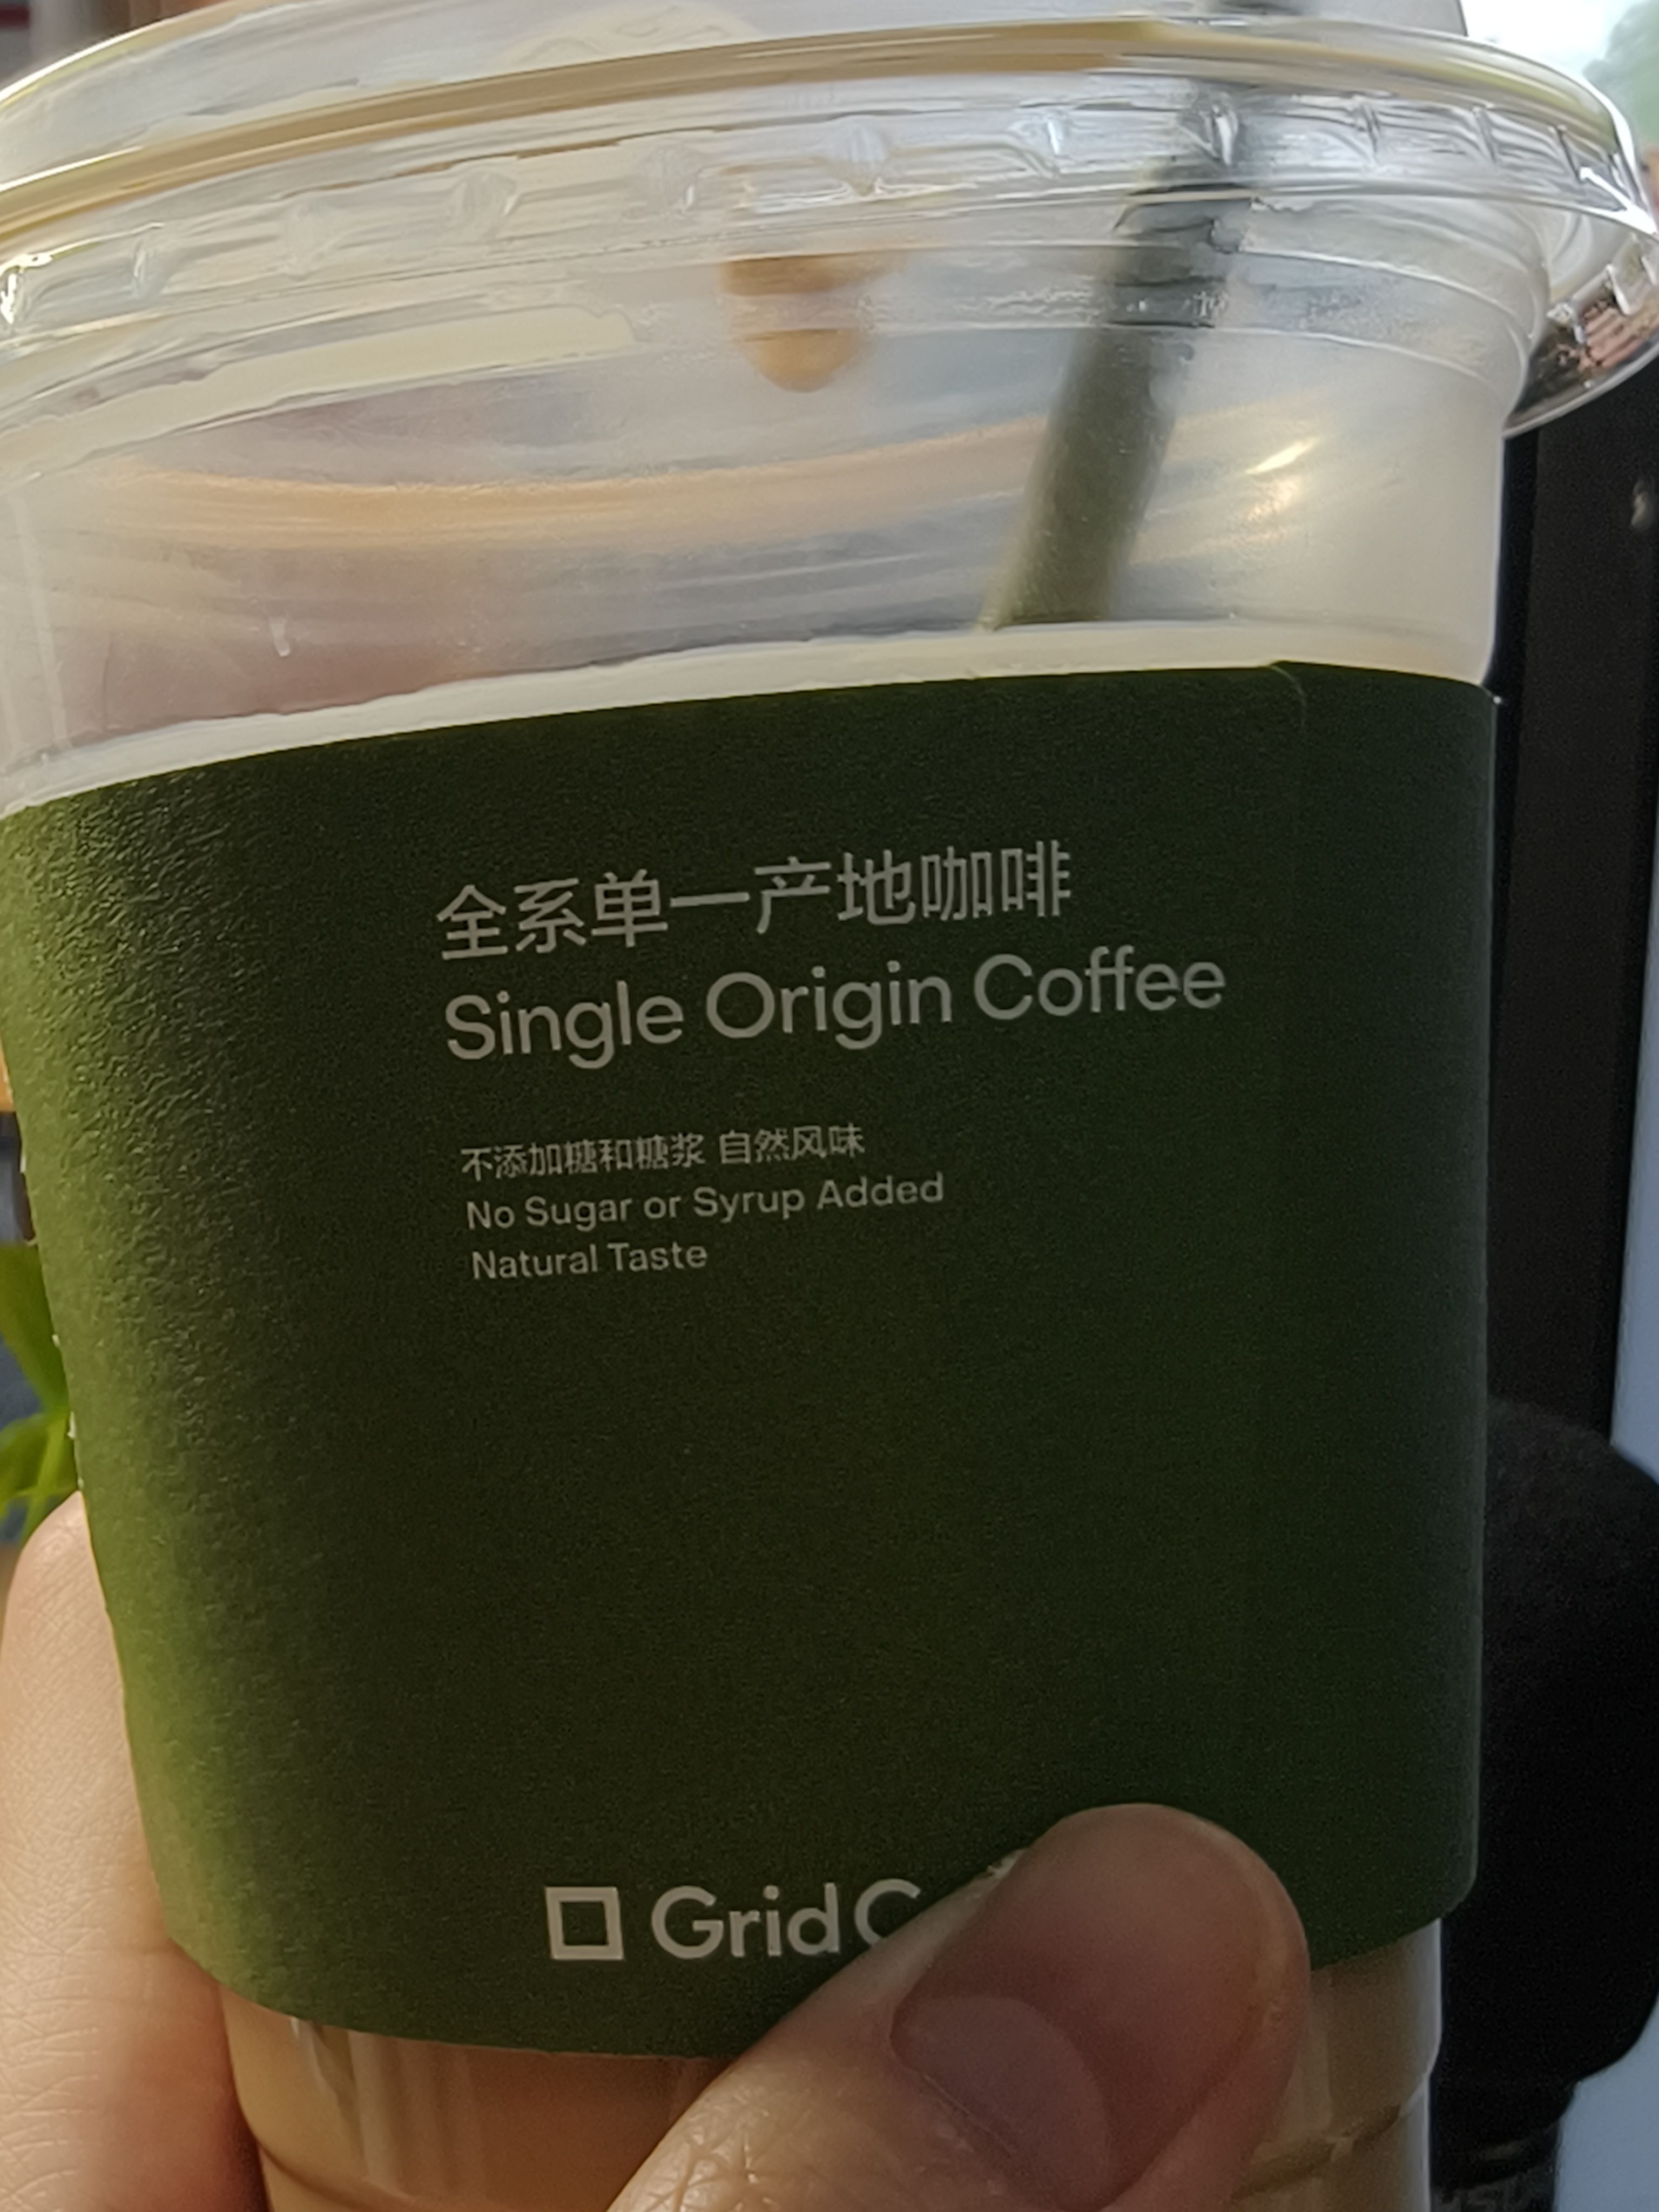 全系单一产地咖啡
Single Origin Coffee
不添加糖和糖浆 自然风味
No Sugar or Syrup Added
Natural Taste
Grid